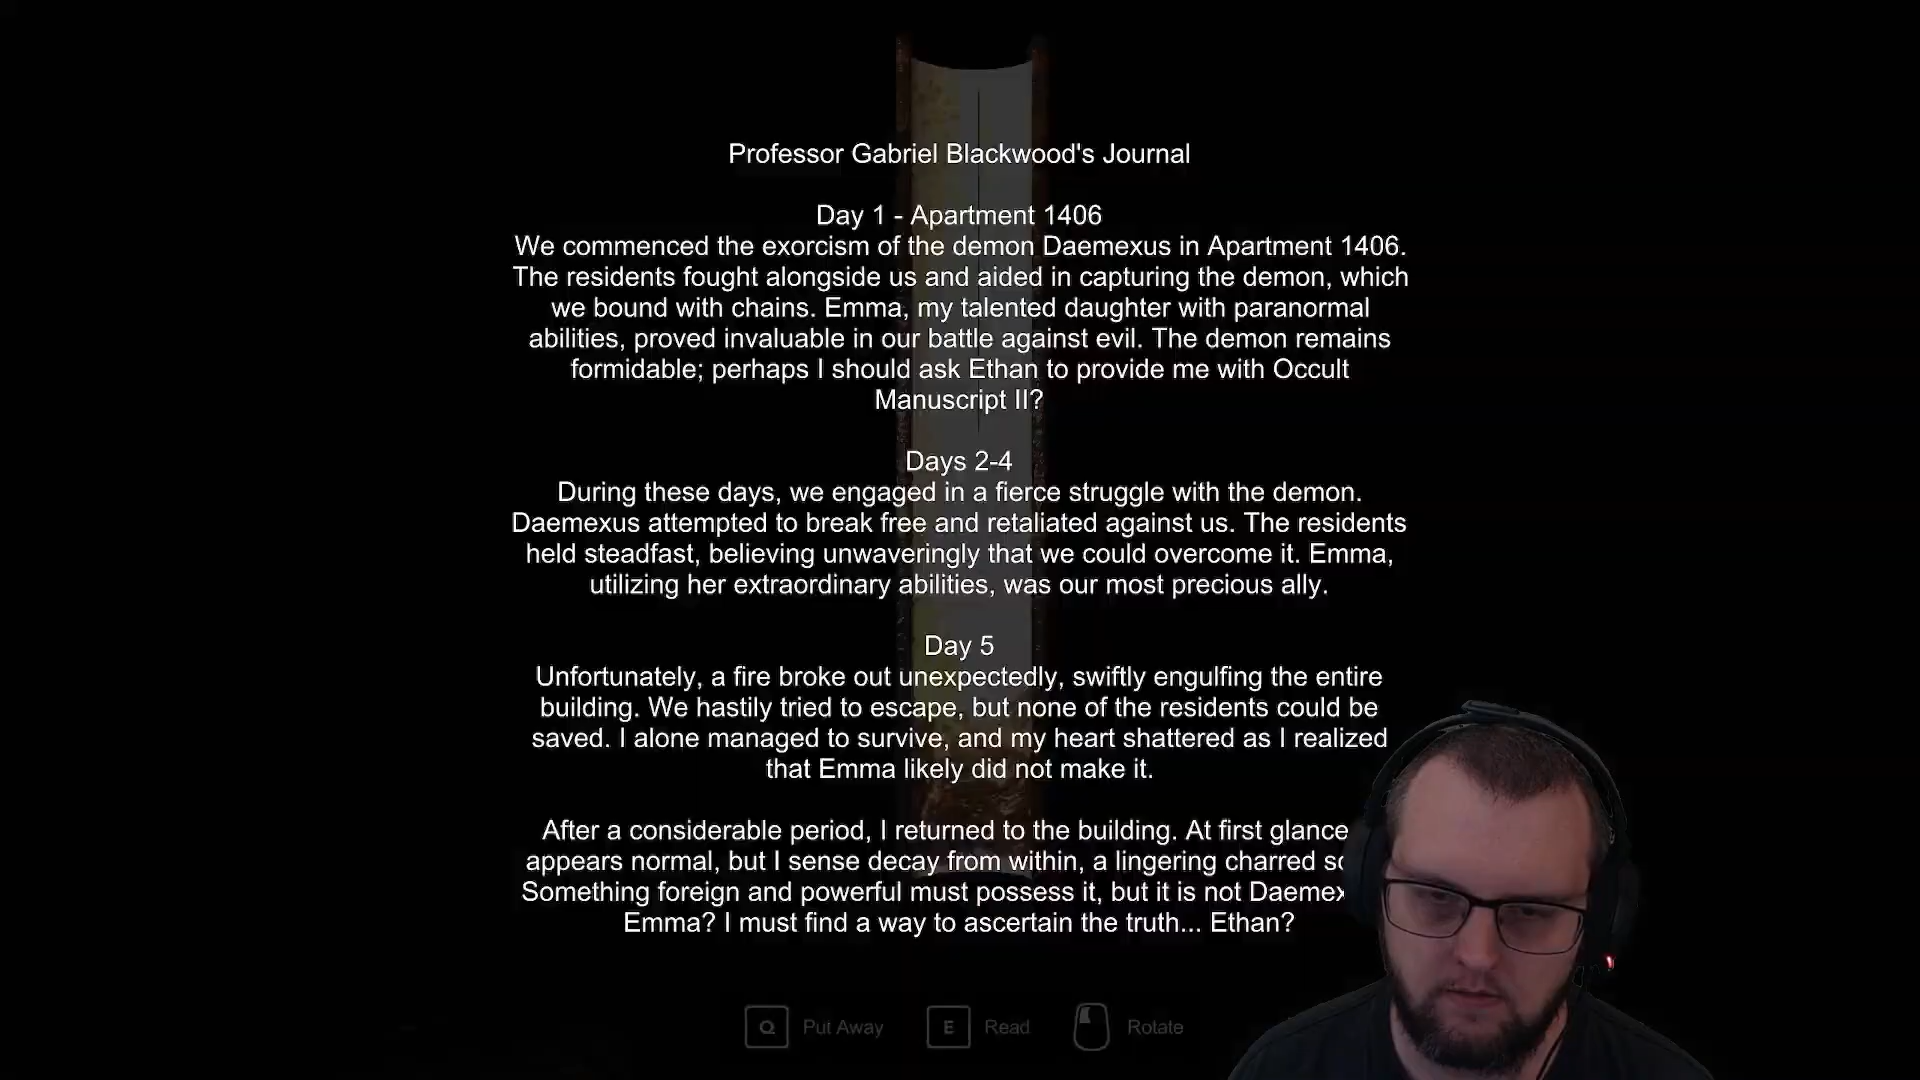 Professor Gabriel Blackwood's Journal
Day 1 - Apartment 1406
We commenced the exorcism of the demon Daemexus in Apartment 1406.
The residents fought alongside us and aided in capturing the demon, which
we bound with chains. Emma, my talented daughter with paranormal
abilities, proved invaluable in our battle against evil. The demon remains
formidable; perhaps I should ask Ethan to provide me with Occult
Manuscript II?
Days 2-4
During these days, we engaged in a fierce struggle with the demon.
Daemexus attempted to break free and retaliated against us. The residents
held steadfast, believing unwaveringly that we could overcome it. Emma,
utilizing her extraordinary abilities, was our most precious ally.
Day 5
Unfortunately, a fire broke out unexpectedly, swiftly engulfing the entire
building. We hastily tried to escape, but none of the residents could be
saved. I alone managed to survive, and my heart shattered as I realized
that Emma likely did not make it.
After a considerable period, I returned to the building. At first glance
appears normal, but I sense decay from within, a lingering charred
Something foreign and powerful must possess it, but it is not
Emma? I must find a way to ascertain the truth... Ethan?
Q Put Away E Read Rotate